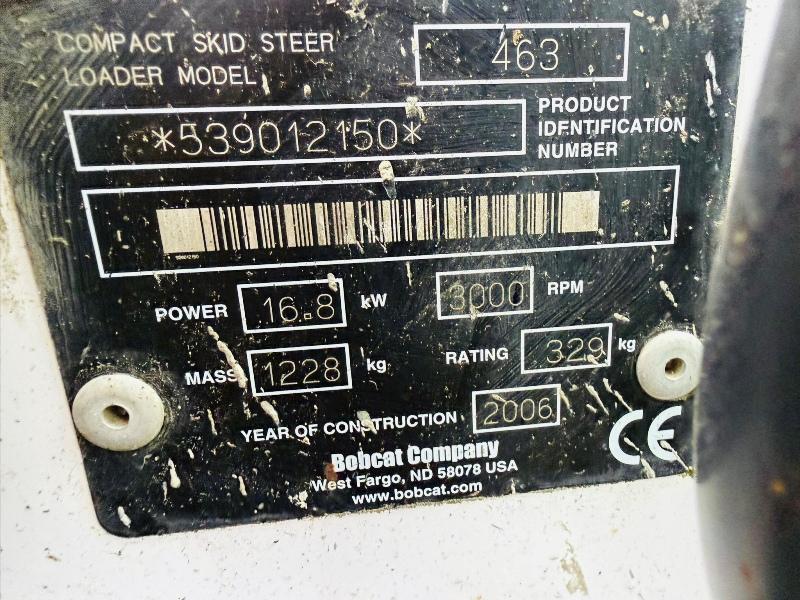 COMPACT SKID STEER
LOADER MODEL 463
*539012150* PRODUCT
IDENTIFICATION
NUMBER
POWER 16.8 kW 3000 RPM
MASS 1228 kg RATING 329 kg
YEAR OF CONSTRUCTION 2006
CE
Bobcat Company
West Fargo, ND 58078 USA
www.bobcat.com